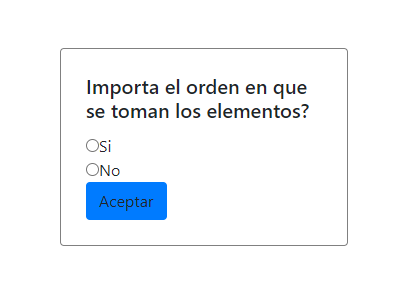 Importa el orden en que
se toman los elementos?
Si
No
Aceptar